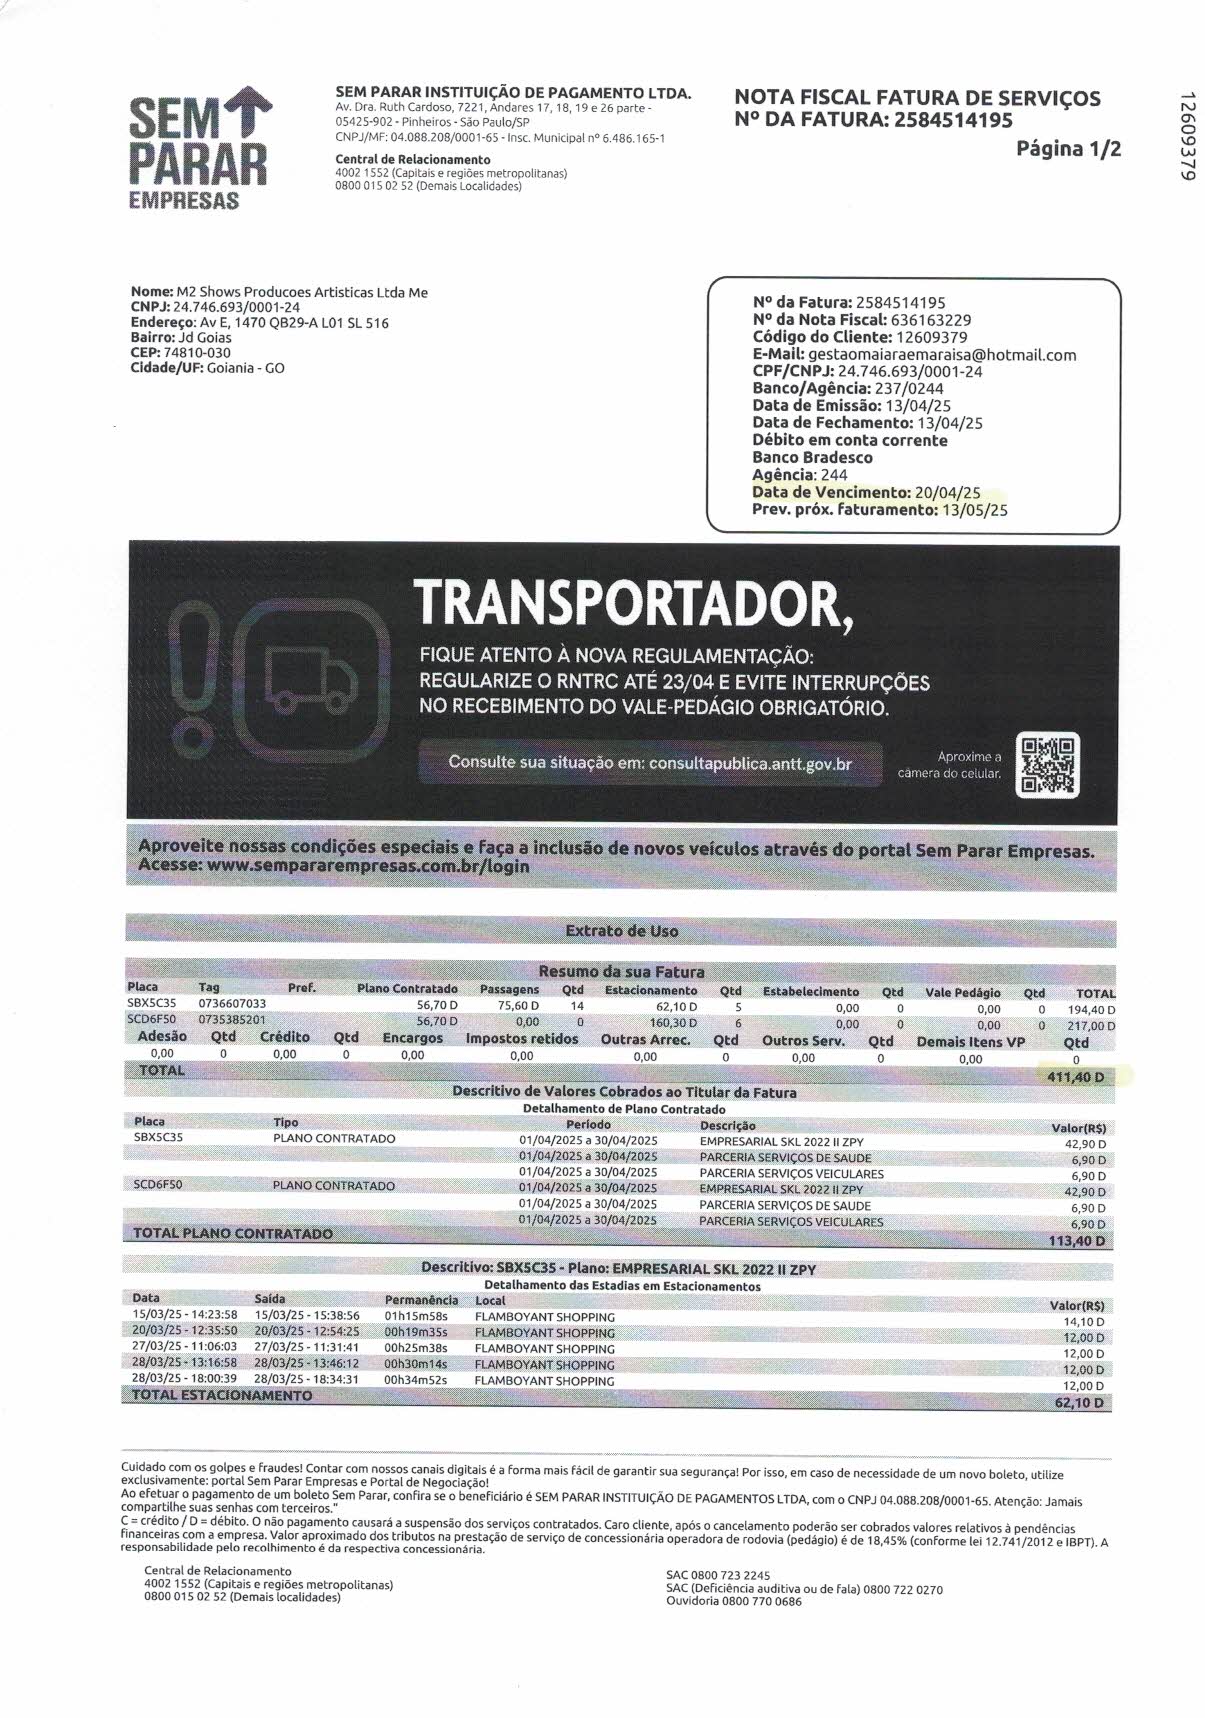 SEM PARAR
EMPRESAS
SEM PARAR INSTITUIÇÃO DE PAGAMENTO LTDA.
Av. Dra. Ruth Cardoso, 7221, Andares 17, 18, 19 e 26 parte -
05425-902 - Pinheiros - São Paulo/SP
CNPJ/MF: 04.088.208/0001-65 - Insc. Municipal nº 6.486.165-1
Central de Relacionamento
4002 1552 (Capitais e regiões metropolitanas)
0800 015 02 52 (Demais Localidades)
NOTA FISCAL FATURA DE SERVIÇOS
Nº DA FATURA: 2584514195
Página 1/2
12609379
Nome: M2 Shows Producoes Artisticas Ltda Me
CNPJ: 24.746.693/0001-24
Endereço: Av E, 1470 QB29-A L01 SL 516
Bairro: Jd Goias
CEP: 74810-030
Cidade/UF: Goiania - GO
Nº da Fatura: 2584514195
Nº da Nota Fiscal: 636163229
Código do Cliente: 12609379
E-Mail: gestaomaiaraemaraisa@hotmail.com
CPF/CNPJ: 24.746.693/0001-24
Banco/Agência: 237/0244
Data de Emissão: 13/04/25
Data de Fechamento: 13/04/25
Débito em conta corrente
Banco Bradesco
Agência: 244
Data de Vencimento: 20/04/25
Prev. próx. faturamento: 13/05/25
TRANSPORTADOR,
FIQUE ATENTO À NOVA REGULAMENTAÇÃO:
REGULARIZE O RNTRC ATÉ 23/04 E EVITE INTERRUPÇÕES
NO RECEBIMENTO DO VALE-PEDÁGIO OBRIGATÓRIO.
Consulte sua situação em: consultapublica.antt.gov.br
Aproxime a
câmera do celular.
Aproveite nossas condições especiais e faça a inclusão de novos veículos através do portal Sem Parar Empresas.
Acesse: www.semparárempresas.com.br/login
Extrato de Uso
Resumo da sua Fatura
Placa Tag Pref. Plano Contratado Passagens Qtd Estacionamento Qtd Estabelecimento Qtd Vale Pedágio Qtd TOTAL
SBX5C35 0736607033 56,70 D 75,60 D 14 62,10 D 5 0,00 0 0,00 0 194,40 D
SCD6F50 0735385201 56,70 D 0,00 0 160,30 D 6 0,00 0 0,00 0 217,00 D
Adesão Qtd Crédito Qtd Encargos Impostos retidos Outras Arrec. Qtd Outros Serv. Qtd Demais Itens VP Qtd
0,00 0 0,00 0 0,00 0,00 0,00 0 0,00 0 0,00 0
TOTAL 411,40 D
Descritivo de Valores Cobrados ao Titular da Fatura
Detalhamento de Plano Contratado
Placa Tipo Período Descrição Valor(R$)
SBX5C35 PLANO CONTRATADO 01/04/2025 a 30/04/2025 EMPRESARIAL SKL 2022 II ZPY 42,90 D
01/04/2025 a 30/04/2025 PARCERIA SERVIÇOS DE SAUDE 6,90 D
01/04/2025 a 30/04/2025 PARCERIA SERVIÇOS VEICULARES 6,90 D
SCD6F50 PLANO CONTRATADO 01/04/2025 a 30/04/2025 EMPRESARIAL SKL 2022 II ZPY 42,90 D
01/04/2025 a 30/04/2025 PARCERIA SERVIÇOS DE SAUDE 6,90 D
01/04/2025 a 30/04/2025 PARCERIA SERVIÇOS VEICULARES 6,90 D
TOTAL PLANO CONTRATADO 113,40 D
Descritivo: SBX5C35 - Plano: EMPRESARIAL SKL 2022 II ZPY
Detalhamento das Estadias em Estacionamentos
Data Saída Permanência Local Valor(R$)
15/03/25 - 14:23:58 15/03/25 - 15:38:56 01h15m58s FLAMBOYANT SHOPPING 14,10 D
20/03/25 - 12:35:50 20/03/25 - 12:54:25 00h19m35s FLAMBOYANT SHOPPING 12,00 D
27/03/25 - 11:06:03 27/03/25 - 11:31:41 00h25m38s FLAMBOYANT SHOPPING 12,00 D
28/03/25 - 13:16:58 28/03/25 - 13:46:12 00h30m14s FLAMBOYANT SHOPPING 12,00 D
28/03/25 - 18:00:39 28/03/25 - 18:34:31 00h34m52s FLAMBOYANT SHOPPING 12,00 D
TOTAL ESTACIONAMENTO 62,10 D
Cuidado com os golpes e fraudes! Contar com nossos canais digitais é a forma mais fácil de garantir sua segurança! Por isso, em caso de necessidade de um novo boleto, utilize
exclusivamente: portal Sem Parar Empresas e Portal de Negociação!
Ao efetuar o pagamento de um boleto Sem Parar, confira se o beneficiário é SEM PARAR INSTITUIÇÃO DE PAGAMENTOS LTDA, com o CNPJ 04.088.208/0001-65. Atenção: Jamais
compartilhe suas senhas com terceiros."
C = crédito / D = débito. O não pagamento causará a suspensão dos serviços contratados. Caro cliente, após o cancelamento poderão ser cobrados valores relativos à pendências
financeiras com a empresa. Valor aproximado dos tributos na prestação de serviço de concessionária operadora de rodovia (pedágio) é de 18,45% (conforme lei 12.741/2012 e IBPT). A
responsabilidade pelo recolhimento é da respectiva concessionária.
Central de Relacionamento
4002 1552 (Capitais e regiões metropolitanas)
0800 015 02 52 (Demais localidades)
SAC 0800 723 2245
SAC (Deficiência auditiva ou de fala) 0800 722 0270
Ouvidoria 0800 770 0686